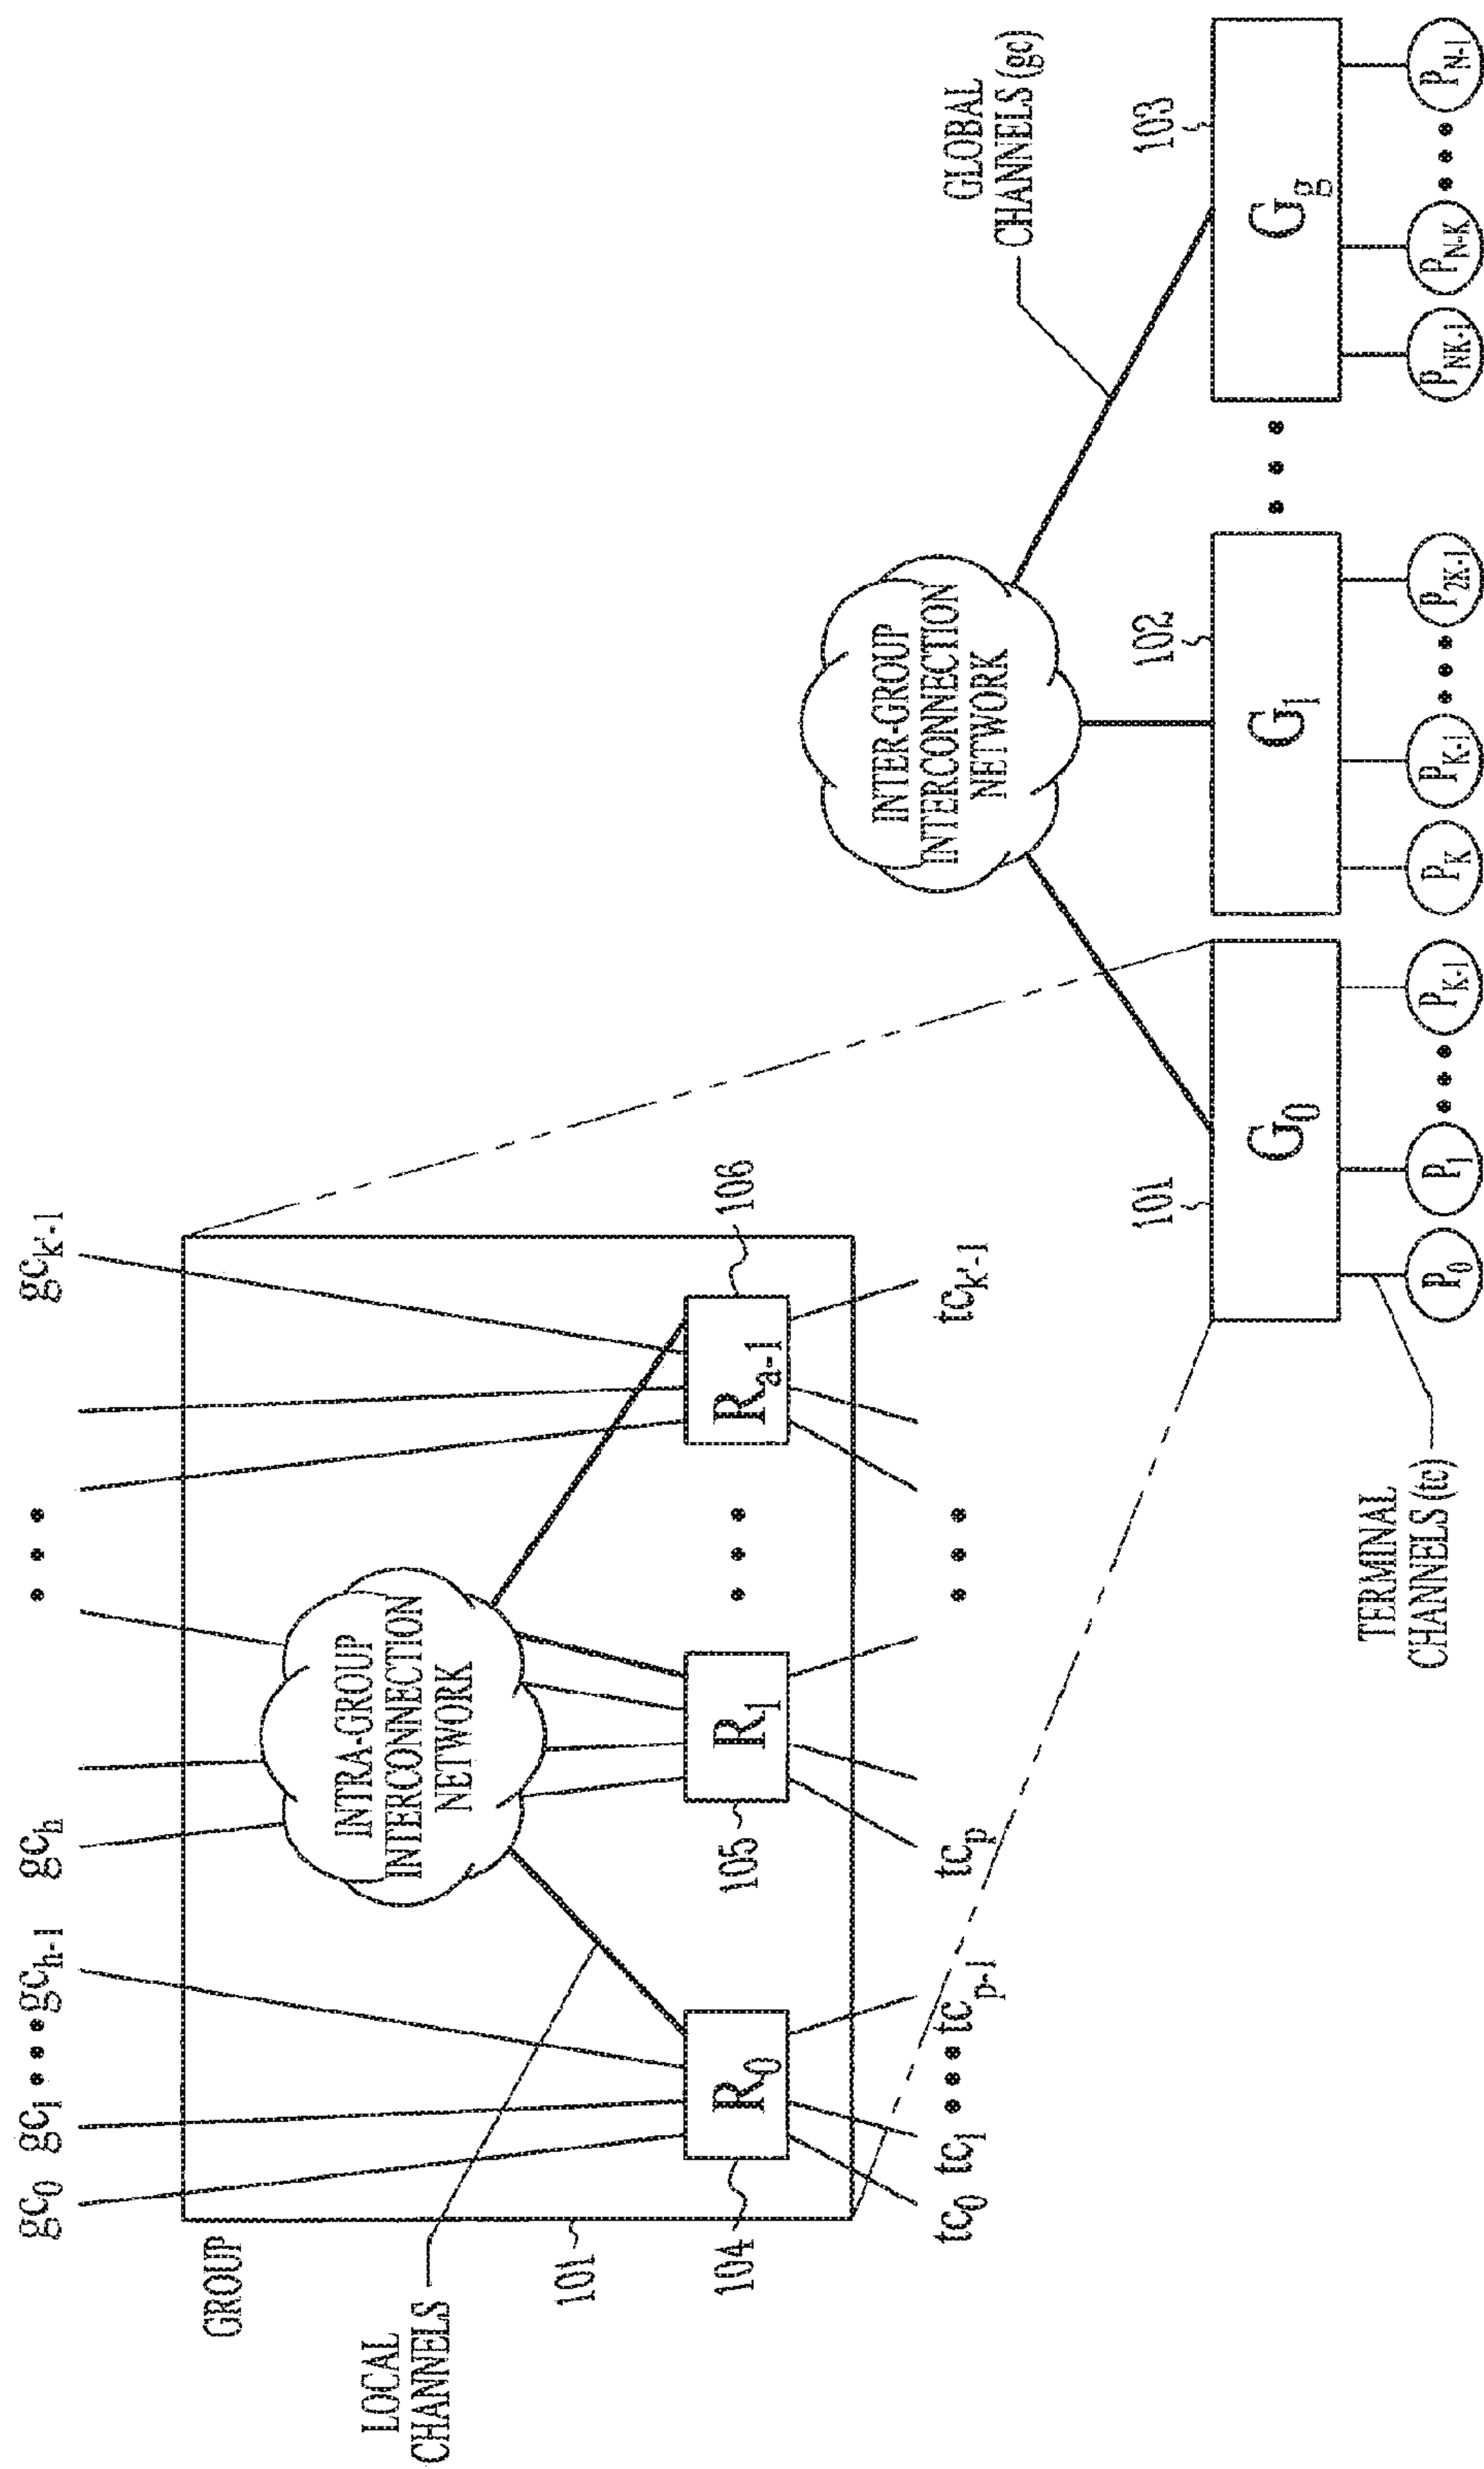 gc0 gc1 •••gch-1 gch ••• gck'-1
GROUP
LOCAL
CHANNELS
INTRA-GROUP
INTERCONNECTION
NETWORK
101
104
R0
105
R1
•••
Ra-1
106
tc0 tc1 •••tcp-1 tcp ••• tck'-1
INTER-GROUP
INTERCONNECTION
NETWORK
GLOBAL
CHANNELS (gc)
101
102
103
G0
G1
•••
Gg
TERMINAL
CHANNELS (tc)
P0 P1 •••PK-1 PK PK-1 •••P2K-1 PNK-1 PN-K •••PN-1